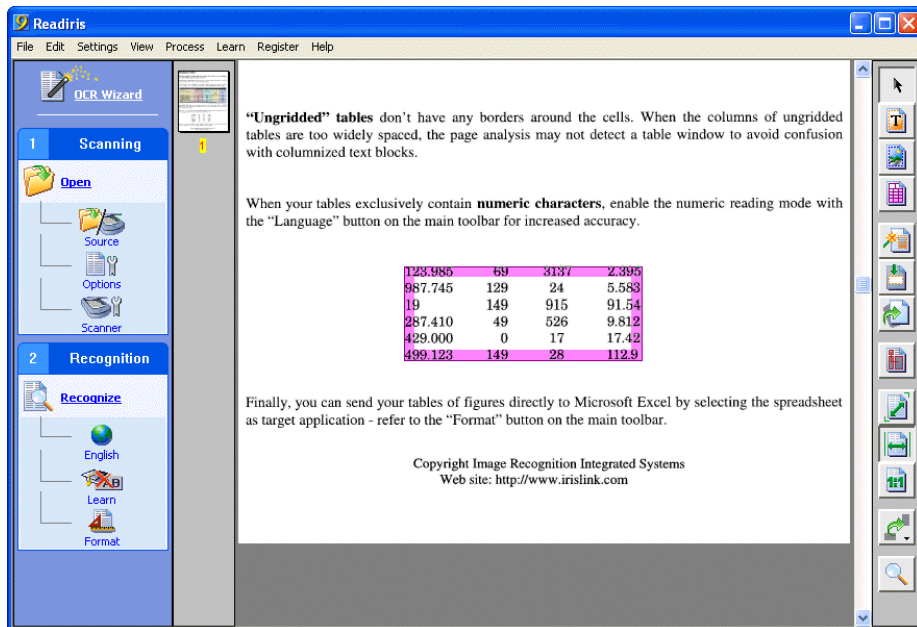 Readiris
File Edit Settings View Process Learn Register Help
OCR Wizard
1 Scanning
Open
Source
Options
Scanner
2 Recognition
Recognize
English
Learn
Format
1
“Ungridded” tables don’t have any borders around the cells. When the columns of ungridded
tables are too widely spaced, the page analysis may not detect a table window to avoid confusion
with columnized text blocks.
When your tables exclusively contain numeric characters, enable the numeric reading mode with
the “Language” button on the main toolbar for increased accuracy.
123.985 69 3137 2.395
987.745 129 24 5.583
19 149 915 91.54
287.410 49 526 9.812
429.000 0 17 17.42
499.123 149 28 112.9
Finally, you can send your tables of figures directly to Microsoft Excel by selecting the spreadsheet
as target application - refer to the “Format” button on the main toolbar.
Copyright Image Recognition Integrated Systems
Web site: http://www.irislink.com
T
1:1